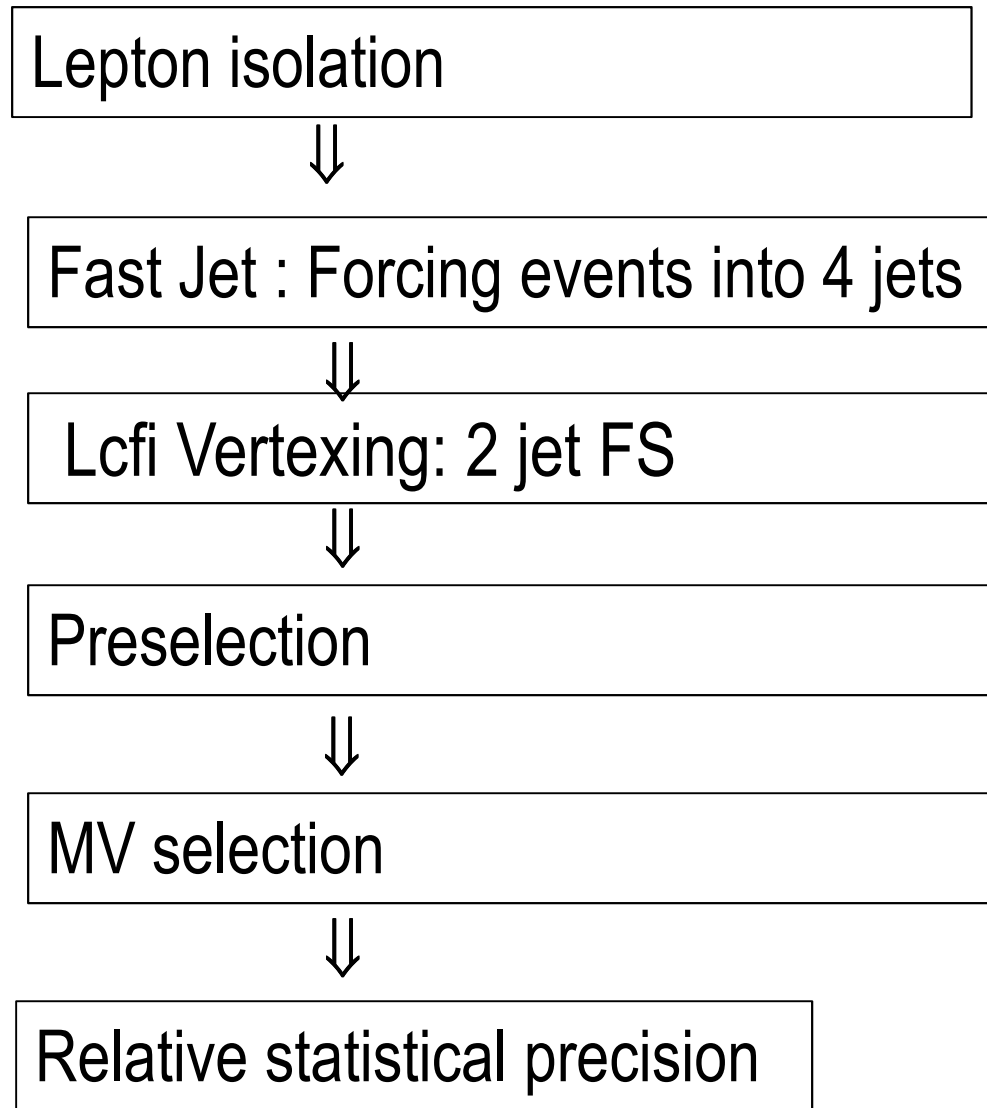 Lepton isolation
⇓
Fast Jet : Forcing events into 4 jets
⇓
Lcfi Vertexing: 2 jet FS
⇓
Preselection
⇓
MV selection
⇓
Relative statistical precision